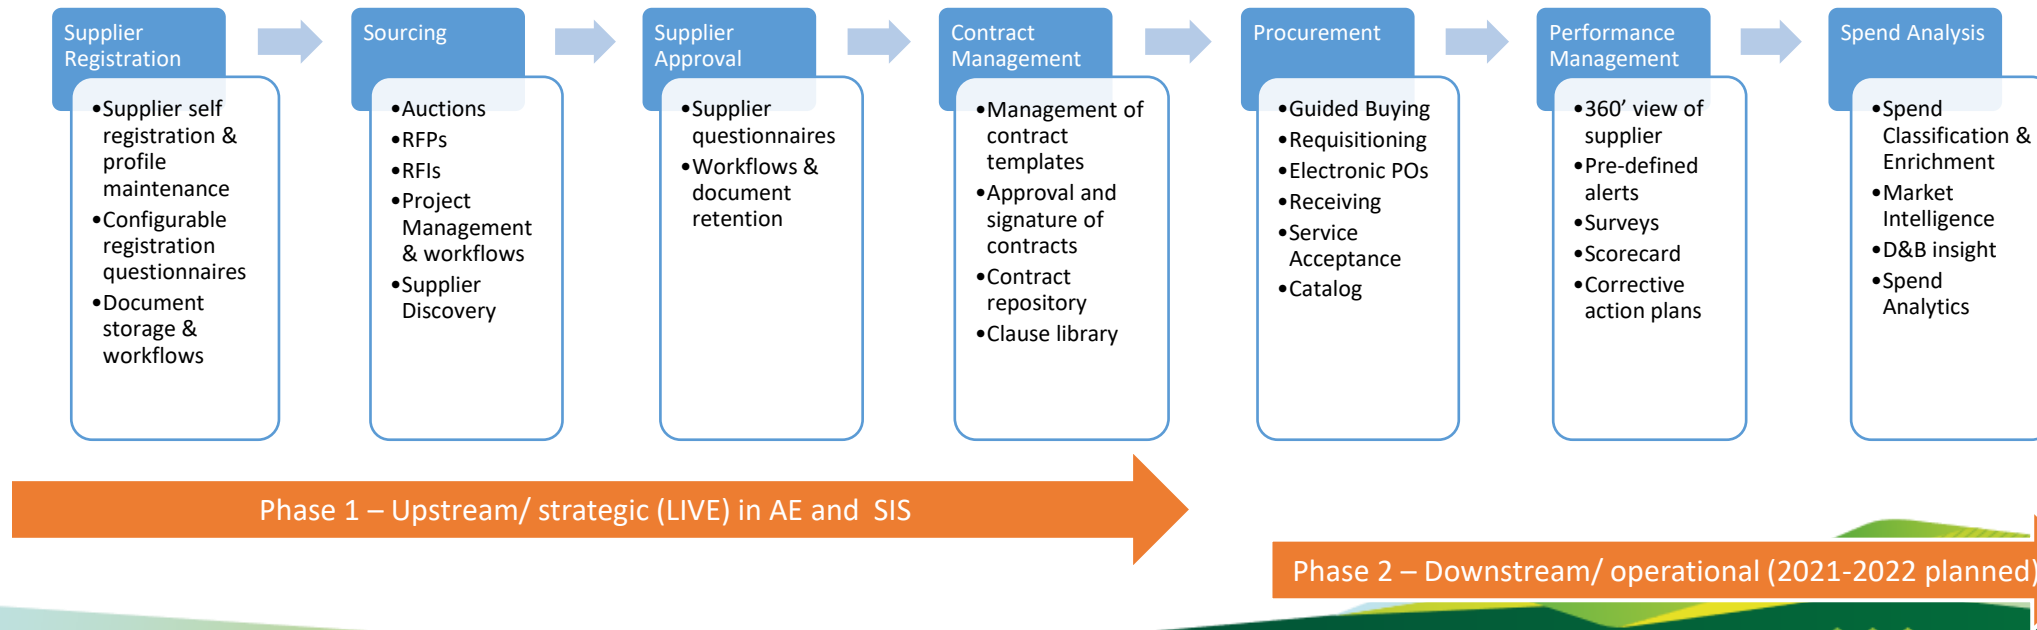 Supplier
Registration
•Supplier self
registration &
profile
maintenance
•Configurable
registration
questionnaires
•Document
storage &
workflows
Sourcing
•Auctions
•RFPs
•RFIs
•Project
Management
& workflows
•Supplier
Discovery
Supplier
Approval
•Supplier
questionnaires
•Workflows &
document
retention
Contract
Management
•Management of
contract
templates
•Approval and
signature of
contracts
•Contract
repository
•Clause library
Procurement
•Guided Buying
•Requisitioning
•Electronic POs
•Receiving
•Service
Acceptance
•Catalog
Performance
Management
•360’ view of
supplier
•Pre-defined
alerts
•Surveys
•Scorecard
•Corrective
action plans
Spend Analysis
•Spend
Classification &
Enrichment
•Market
Intelligence
•D&B insight
•Spend
Analytics
Phase 1 – Upstream/ strategic (LIVE) in AE and  SIS
Phase 2 – Downstream/ operational (2021-2022 planned)